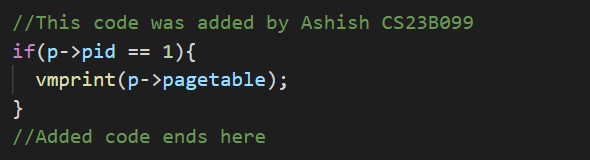 //This code was added by Ashish CS23B099
if(p->pid == 1){
  vmprint(p->pagetable);
}
//Added code ends here